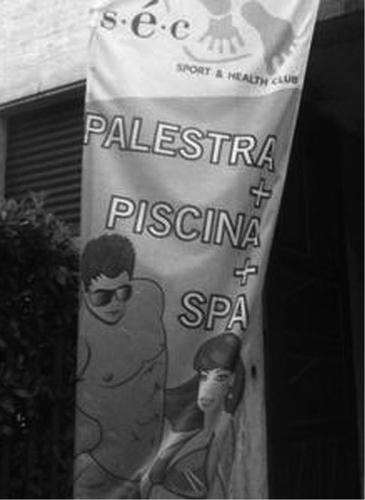 s·é·c
SPORT & HEALTH CLUB
PALESTRA
+
PISCINA
+
SPA